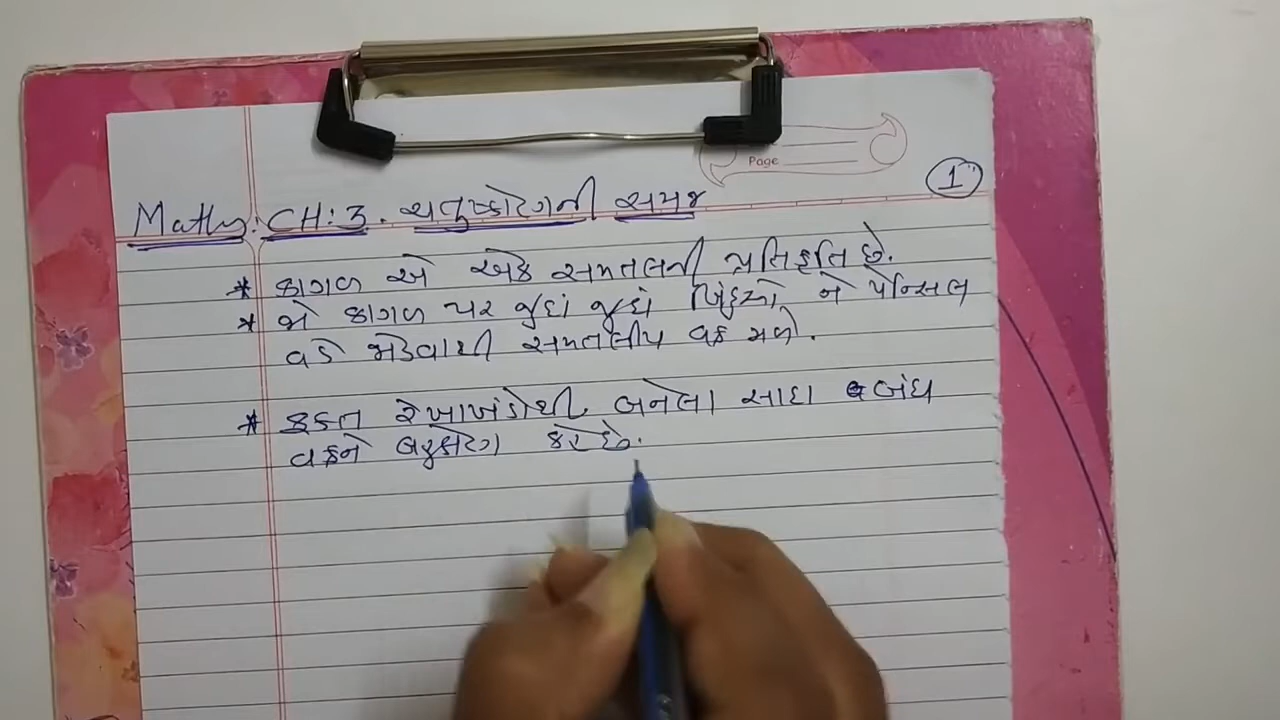 Page
1
Maths: CH: 3. ચતુષ્કોણની સમજ
* કાગળ એ એક સમતલની પ્રતિકૃતિ છે.
* જો કાગળ પર જુદાં જુદાં બિંદુઓ ને પેન્સિલ
વડે જોડવાથી સમતલીય વક્ર મળે.
* ફક્ત રેખાખંડોથી બનેલા સાદા બંધ
વક્રને બહુકોણ કહે છે.